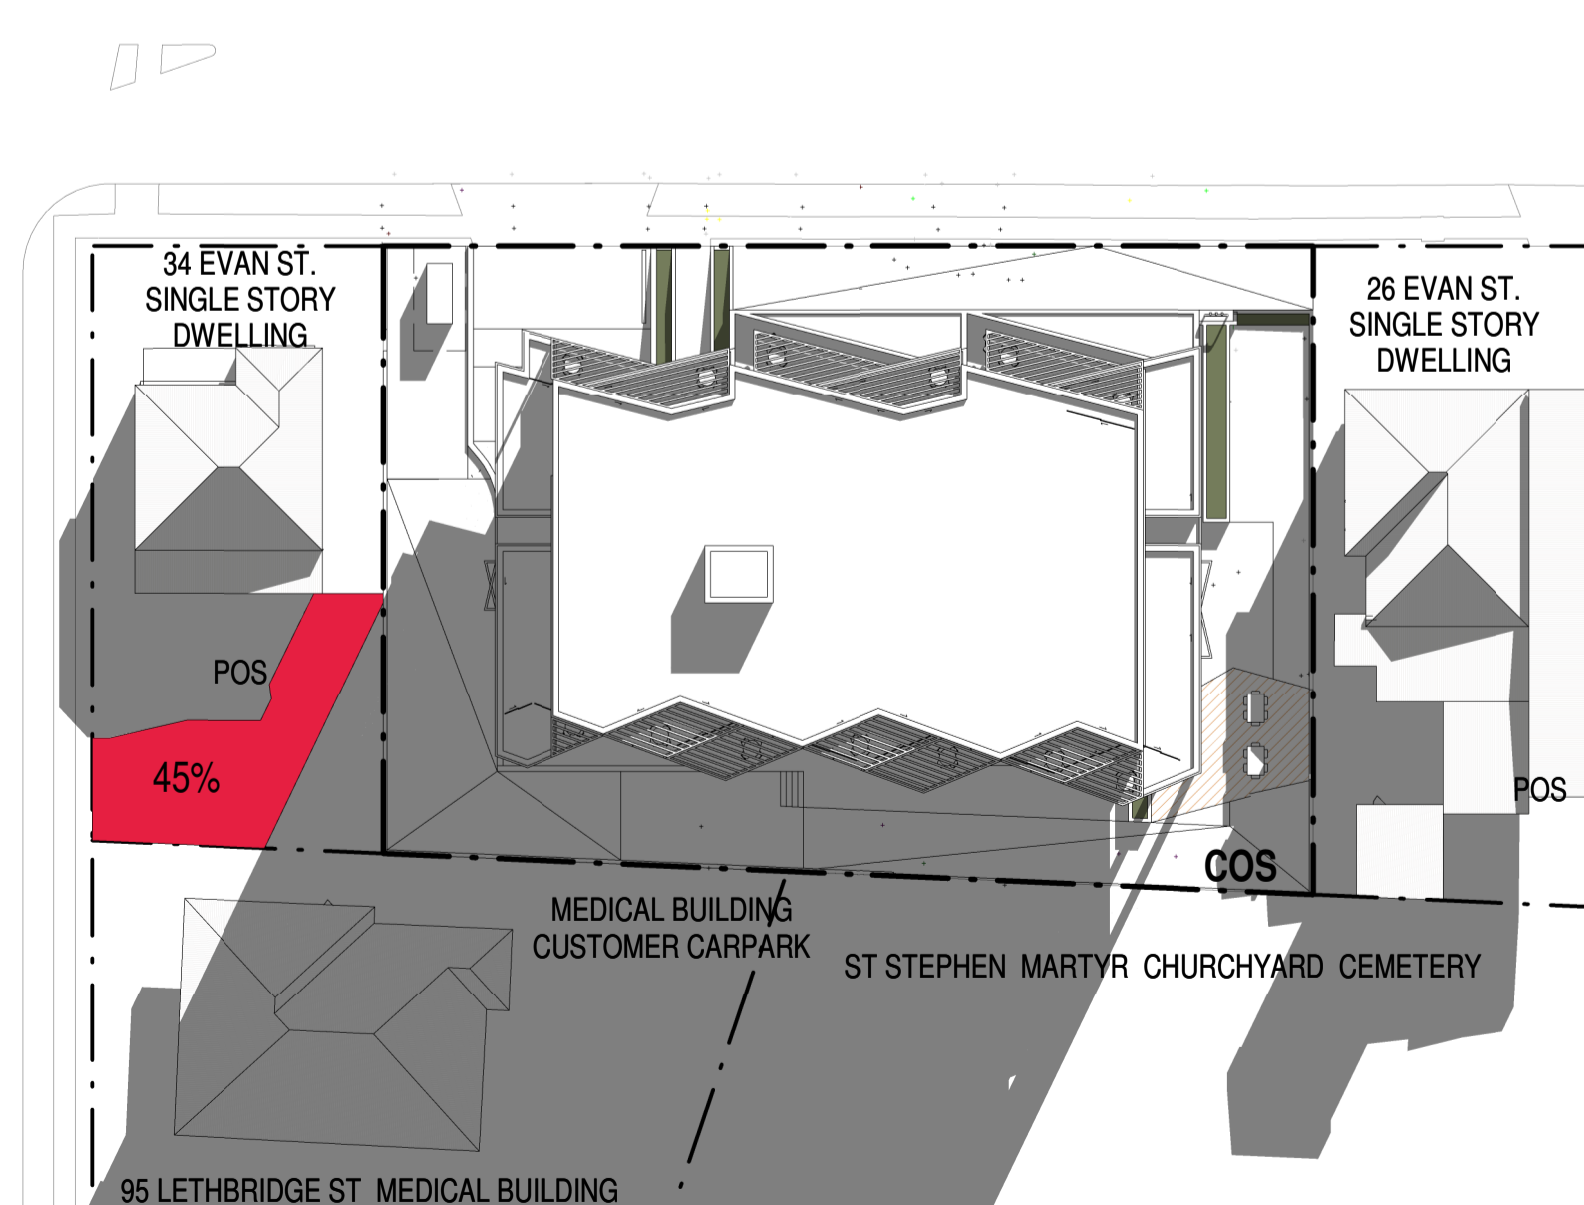 34 EVAN ST.
SINGLE STORY
DWELLING
26 EVAN ST.
SINGLE STORY
DWELLING
POS
45%
POS
COS
MEDICAL BUILDING
CUSTOMER CARPARK
ST STEPHEN MARTYR CHURCHYARD CEMETERY
95 LETHBRIDGE ST MEDICAL BUILDING